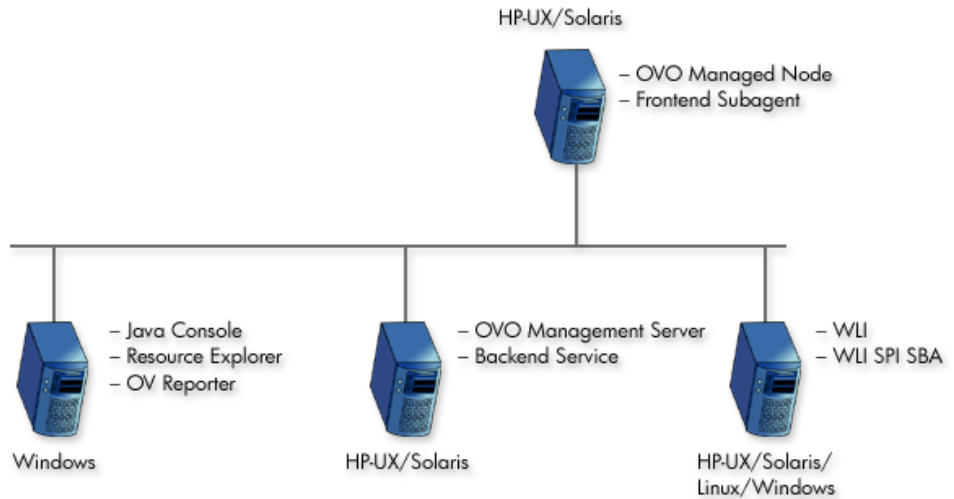 HP-UX/Solaris
– OVO Managed Node
– Frontend Subagent
– Java Console
– Resource Explorer
– OV Reporter
Windows
– OVO Management Server
– Backend Service
HP-UX/Solaris
– WLI
– WLI SPI SBA
HP-UX/Solaris/
Linux/Windows